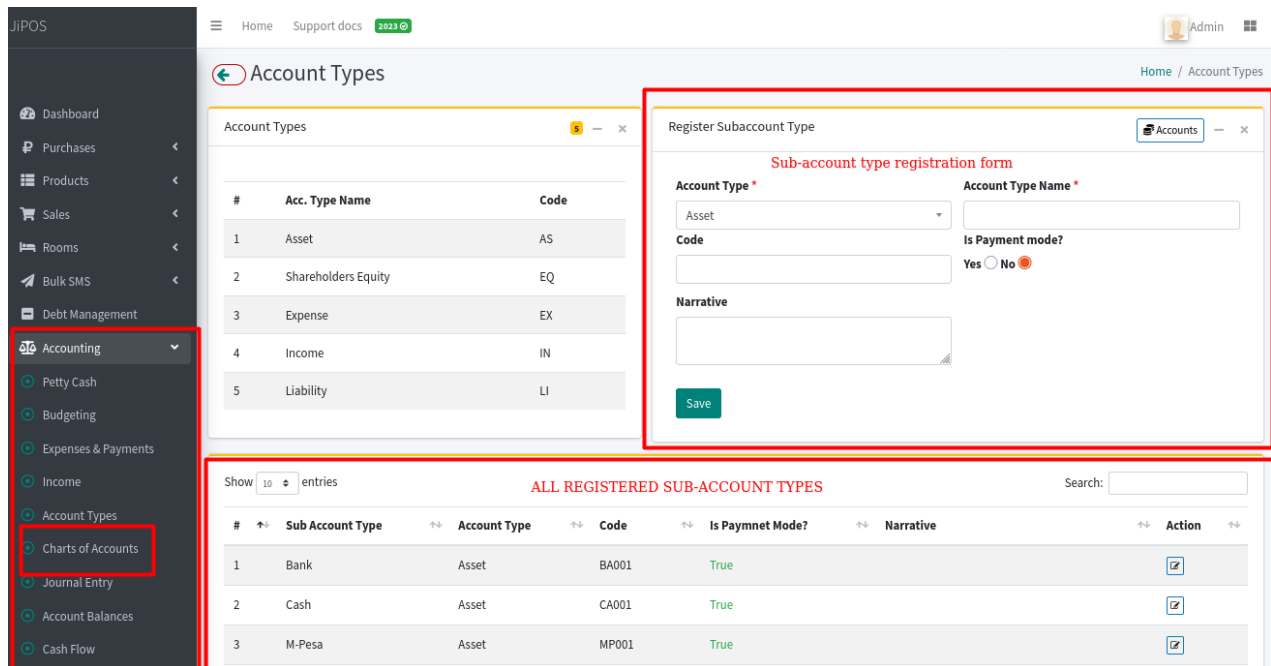 JiPOS
Home Support docs 2023
Admin
Account Types
Home / Account Types
Dashboard
Purchases
Products
Sales
Rooms
Bulk SMS
Debt Management
Accounting
Petty Cash
Budgeting
Expenses & Payments
Income
Account Types
Charts of Accounts
Journal Entry
Account Balances
Cash Flow
Account Types 5
# Acc. Type Name Code
1 Asset AS
2 Shareholders Equity EQ
3 Expense EX
4 Income IN
5 Liability LI
Register Subaccount Type Accounts
Sub-account type registration form
Account Type * Account Type Name *
Asset
Code Is Payment mode?
Yes No
Narrative
Save
Show 10 entries ALL REGISTERED SUB-ACCOUNT TYPES Search:
# Sub Account Type Account Type Code Is Paymnet Mode? Narrative Action
1 Bank Asset BA001 True
2 Cash Asset CA001 True
3 M-Pesa Asset MP001 True